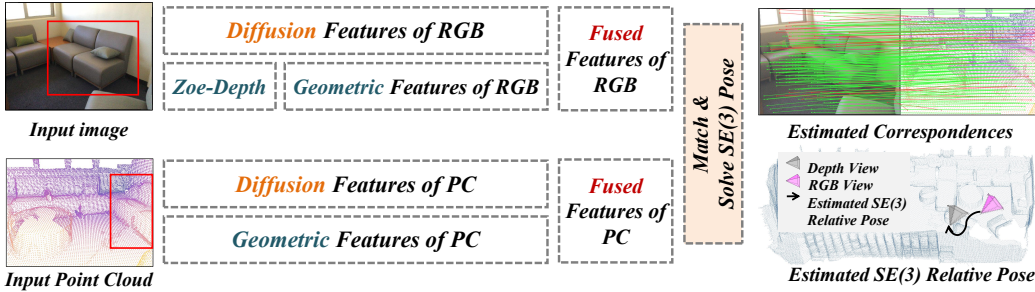 Diffusion Features of RGB
Zoe-Depth
Geometric Features of RGB
Fused
Features of
RGB
Input image
Diffusion Features of PC
Geometric Features of PC
Fused
Features of
PC
Input Point Cloud
Match &
Solve SE(3) Pose
Estimated Correspondences
Depth View
RGB View
Estimated SE(3)
Relative Pose
Estimated SE(3) Relative Pose